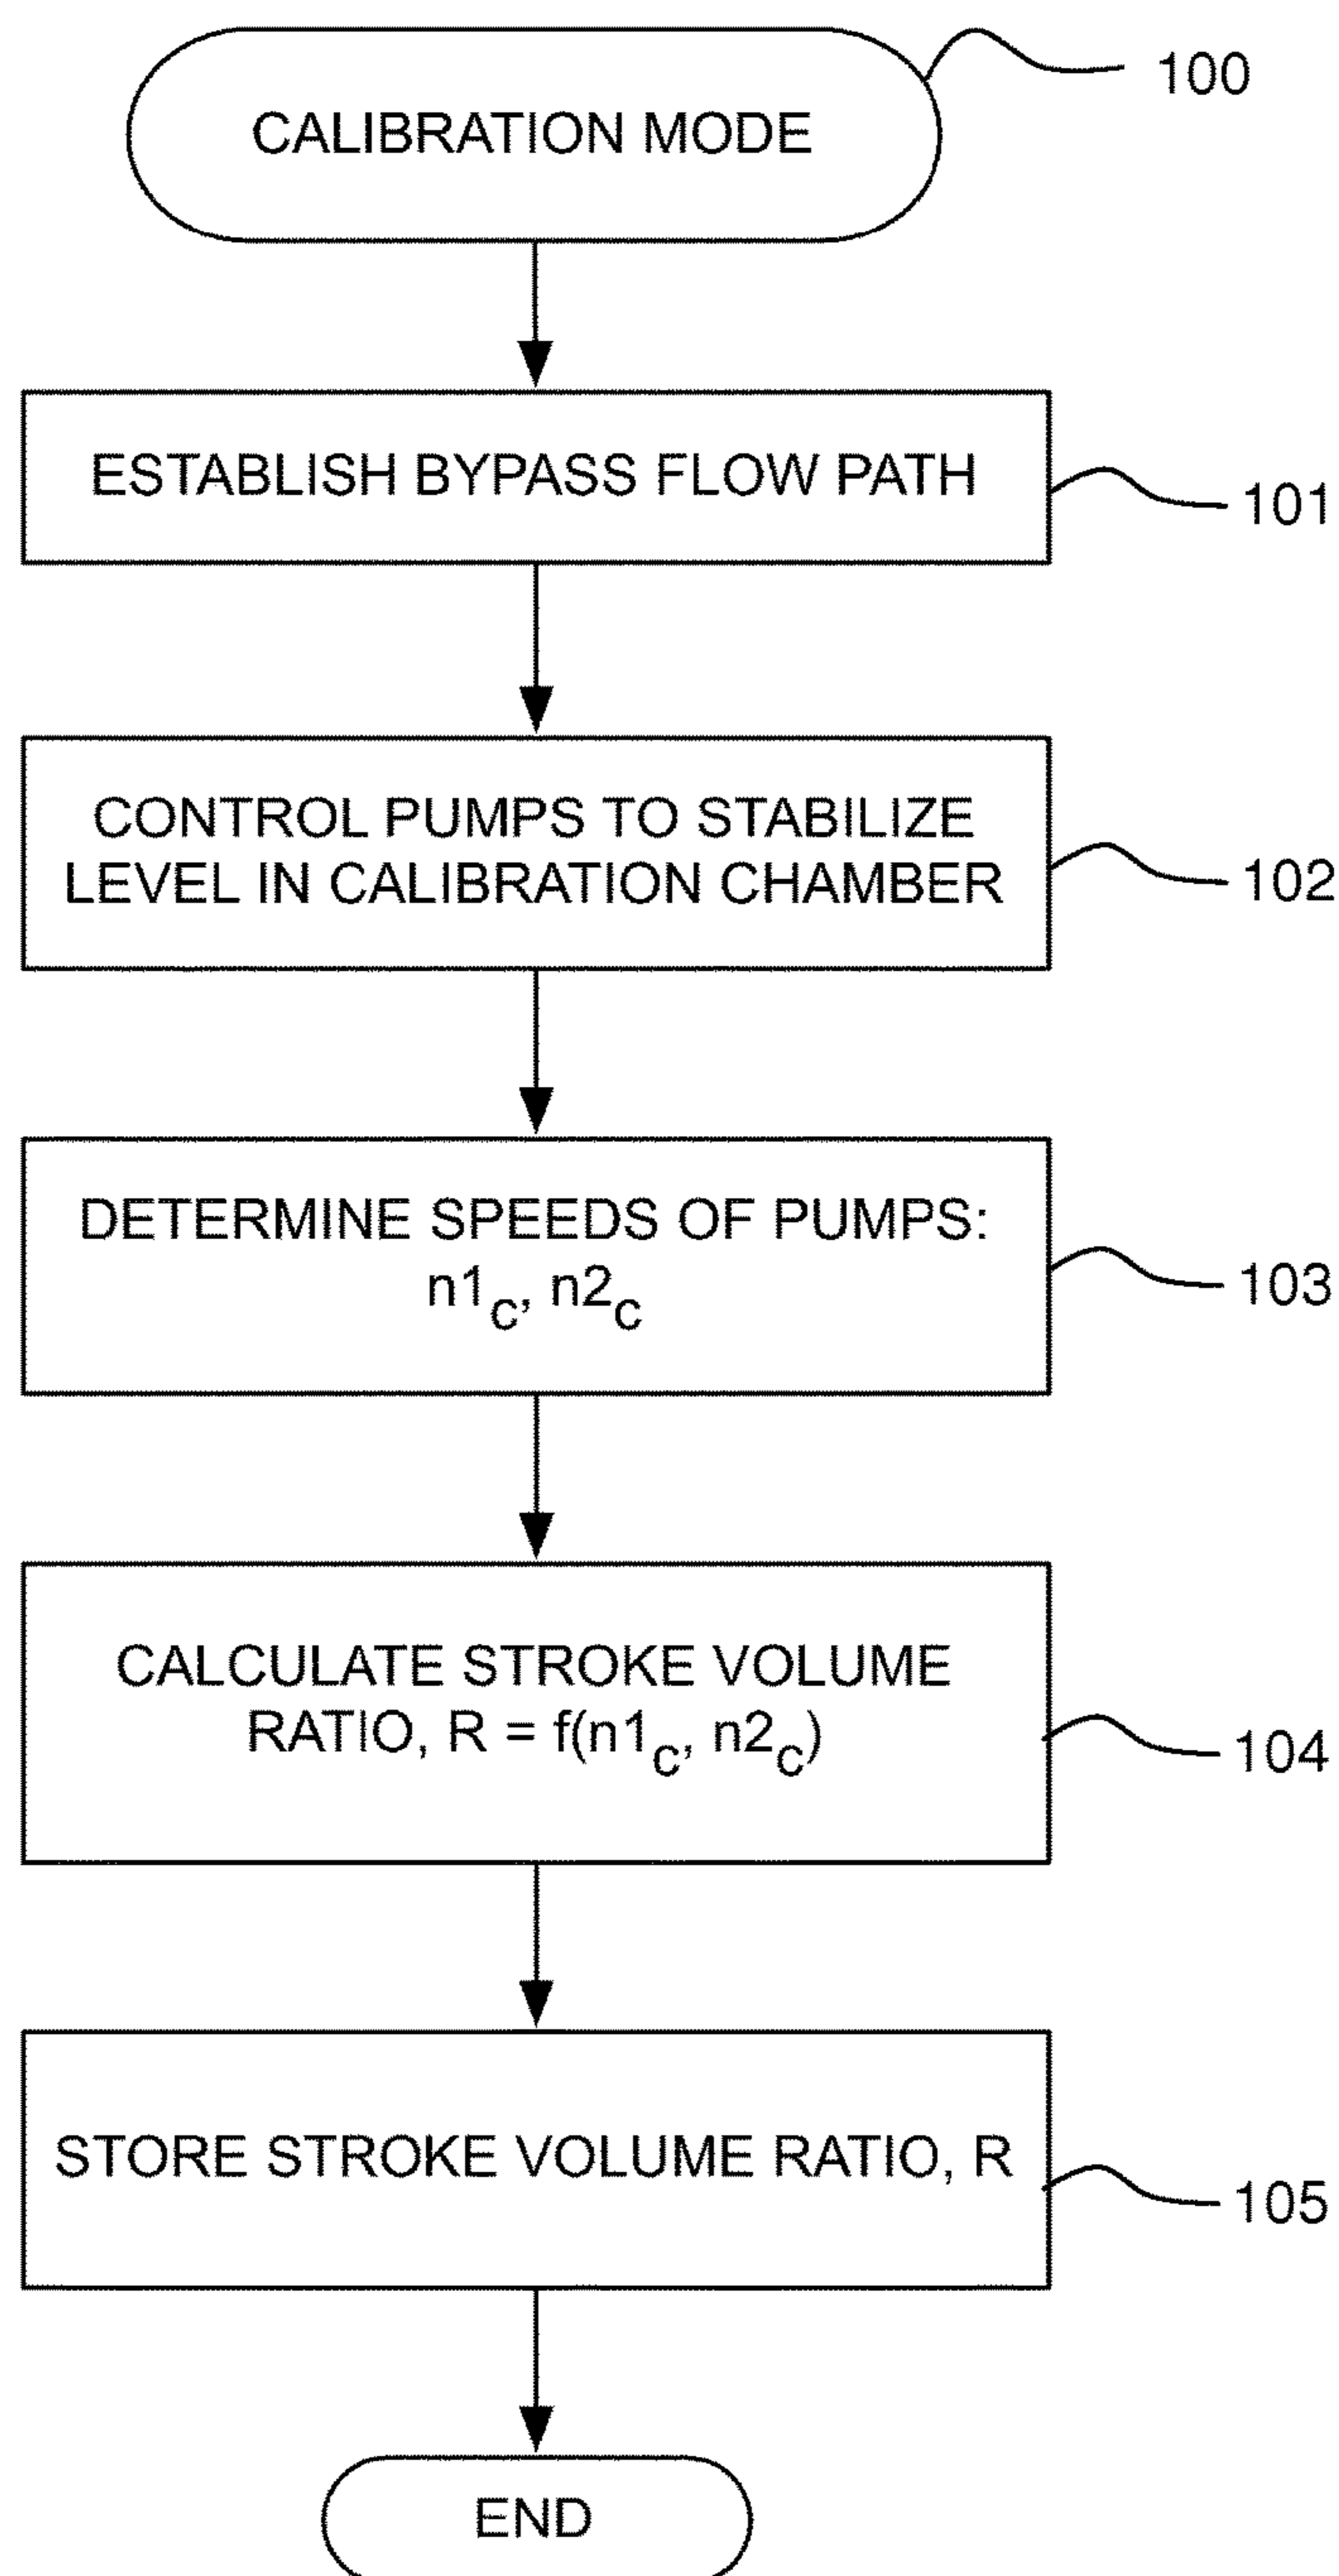 CALIBRATION MODE
100
ESTABLISH BYPASS FLOW PATH
101
CONTROL PUMPS TO STABILIZE
LEVEL IN CALIBRATION CHAMBER
102
DETERMINE SPEEDS OF PUMPS:
n1c, n2c
103
CALCULATE STROKE VOLUME
RATIO, R = f(n1c, n2c)
104
STORE STROKE VOLUME RATIO, R
105
END